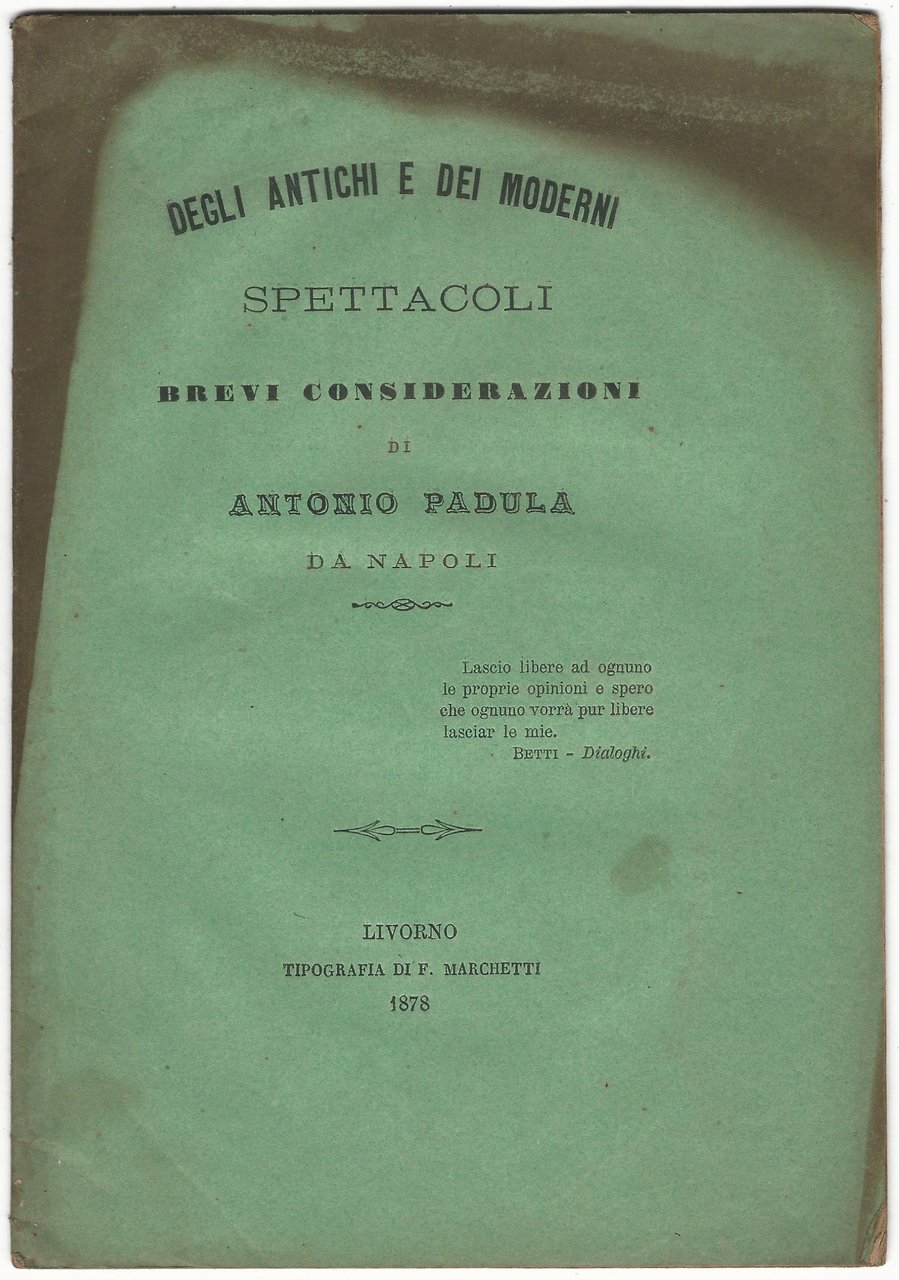 DEGLI ANTICHI E DEI MODERNI
SPETTACOLI
BREVI CONSIDERAZIONI
DI
ANTONIO PADULA
DA NAPOLI
Lascio libere ad ognuno
le proprie opinioni e spero
che ognuno vorrà pur libere
lasciar le mie.
BETTI – Dialoghi.
LIVORNO
TIPOGRAFIA DI F. MARCHETTI
1878